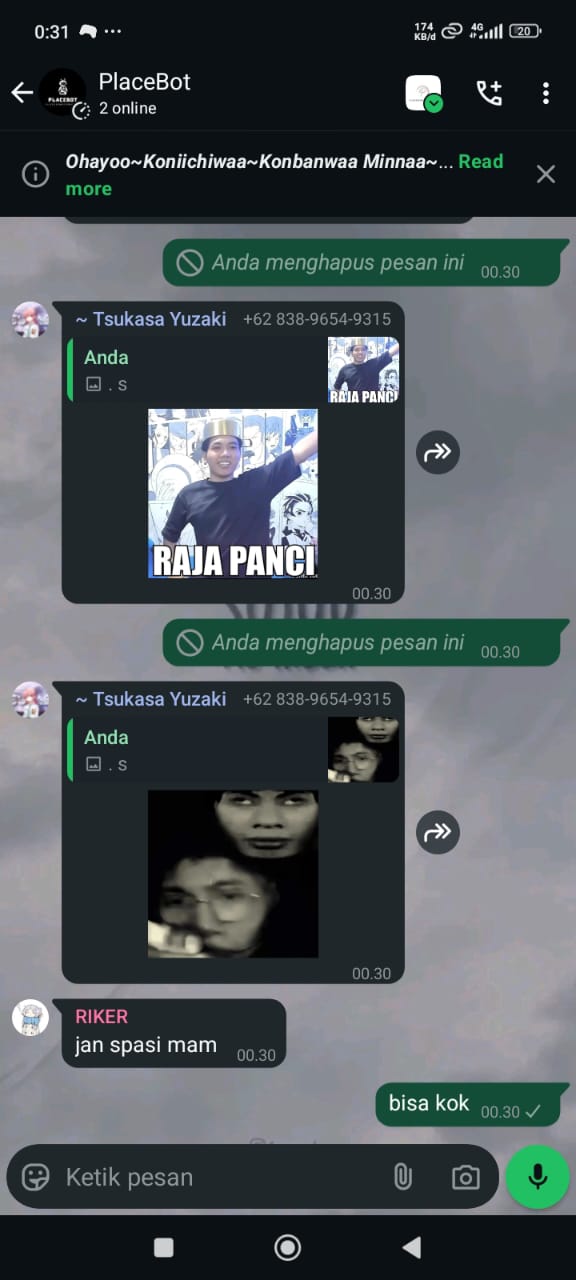 0:31
174
KB/d
4G
20
PLACEBOT
PlaceBot
2 online
Ohayoo~Koniichiwaa~Konbanwaa Minnaa~... Read
more
Anda menghapus pesan ini 00.30
~ Tsukasa Yuzaki +62 838-9654-9315
Anda
. s
RAJA PANCI
RAJA PANCI
00.30
Anda menghapus pesan ini 00.30
~ Tsukasa Yuzaki +62 838-9654-9315
Anda
. s
00.30
RIKER
jan spasi mam 00.30
bisa kok 00.30
Ketik pesan